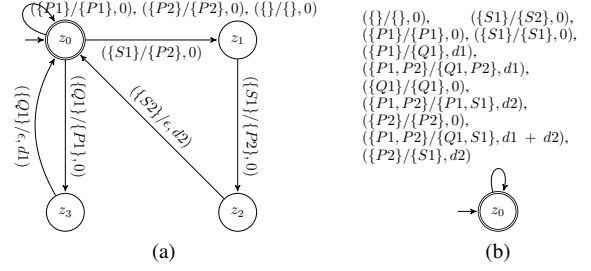 ({P1}/{P1}, 0), ({P2}/{P2}, 0), ({}/{}, 0)
z0
z1
({S1}/{P2}, 0)
({Q1}/ϵ, d1)
({Q1}/{P1}, 0)
({S2}/ϵ, d2)
({S1}/{P2}, 0)
z3
z2
(a)
({}/{}, 0), ({S1}/{S2}, 0),
({P1}/{P1}, 0), ({S1}/{S1}, 0),
({P1}/{Q1}, d1),
({P1, P2}/{Q1, P2}, d1),
({Q1}/{Q1}, 0),
({P1, P2}/{P1, S1}, d2),
({P2}/{P2}, 0),
({P1, P2}/{Q1, S1}, d1 + d2),
({P2}/{S1}, d2)
z0
(b)